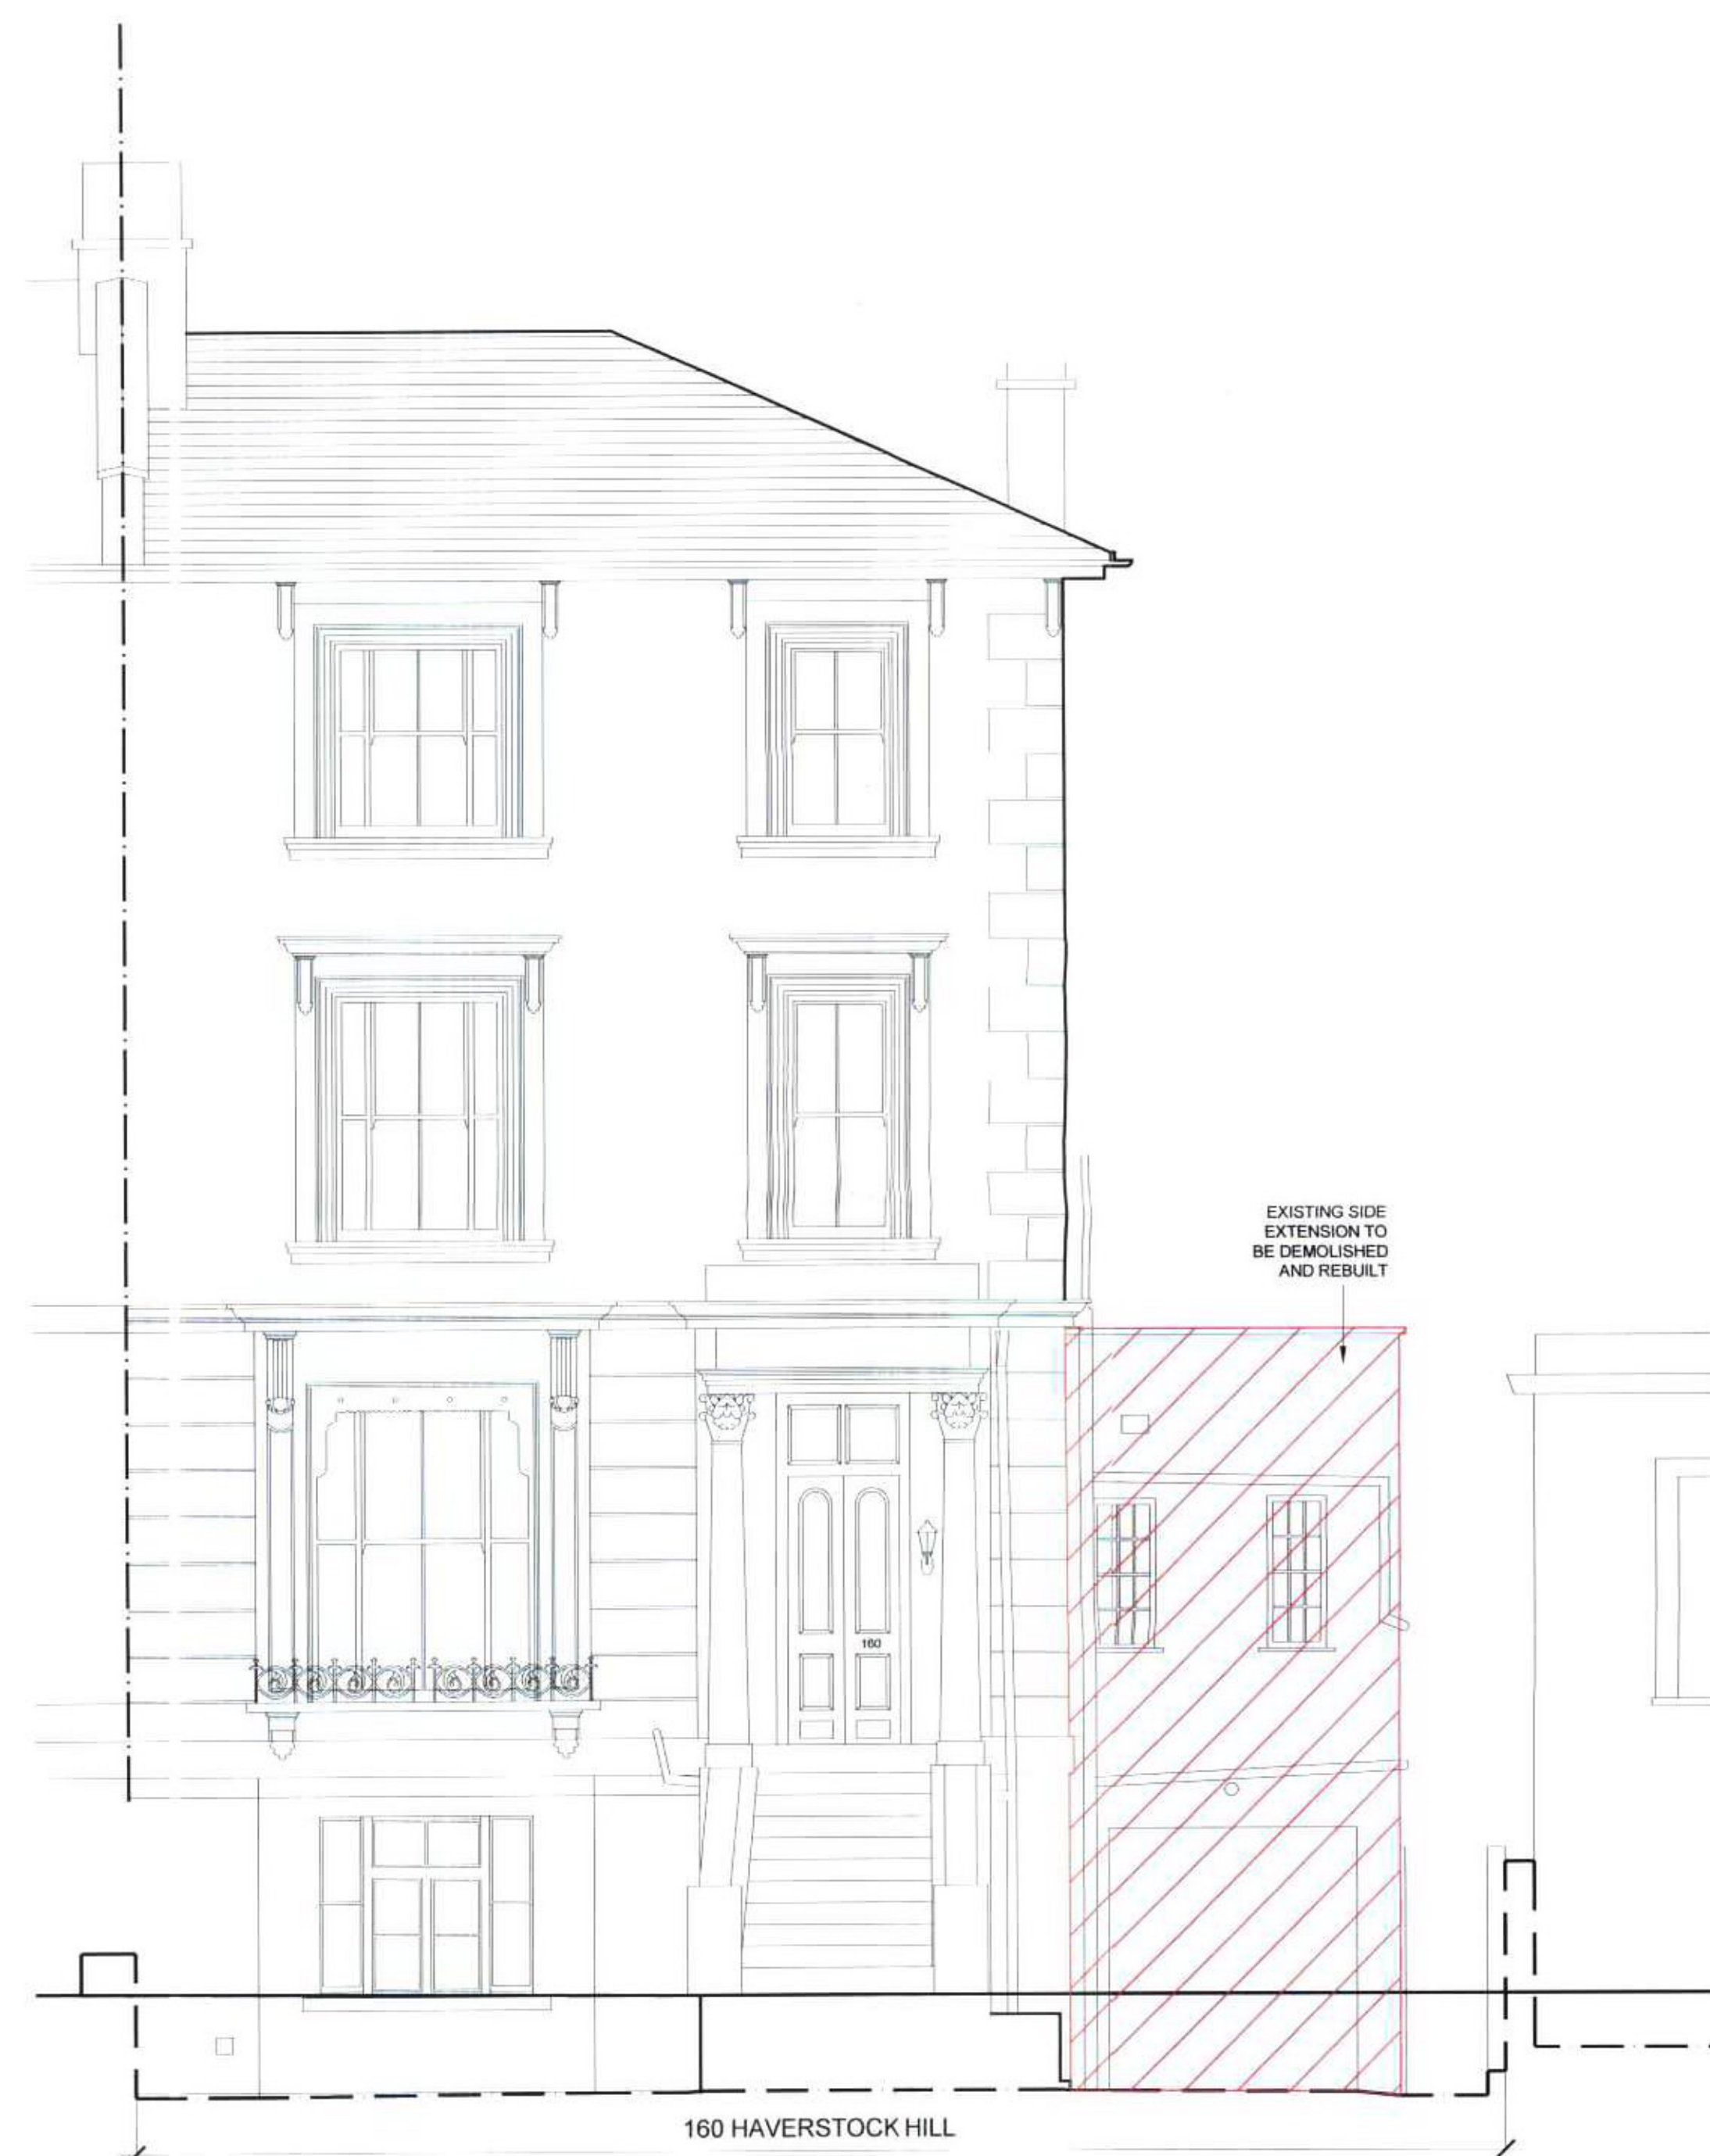 EXISTING SIDE
EXTENSION TO
BE DEMOLISHED
AND REBUILT
160
160 HAVERSTOCK HILL